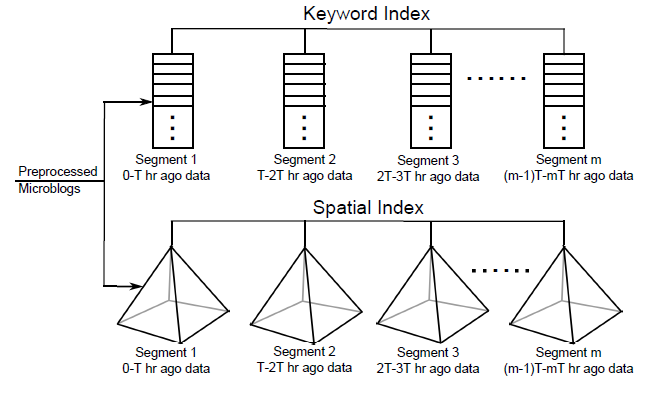 Keyword Index
Segment 1
0-T hr ago data
Segment 2
T-2T hr ago data
Segment 3
2T-3T hr ago data
Segment m
(m-1)T-mT hr ago data
Preprocessed
Microblogs
Spatial Index
Segment 1
0-T hr ago data
Segment 2
T-2T hr ago data
Segment 3
2T-3T hr ago data
Segment m
(m-1)T-mT hr ago data